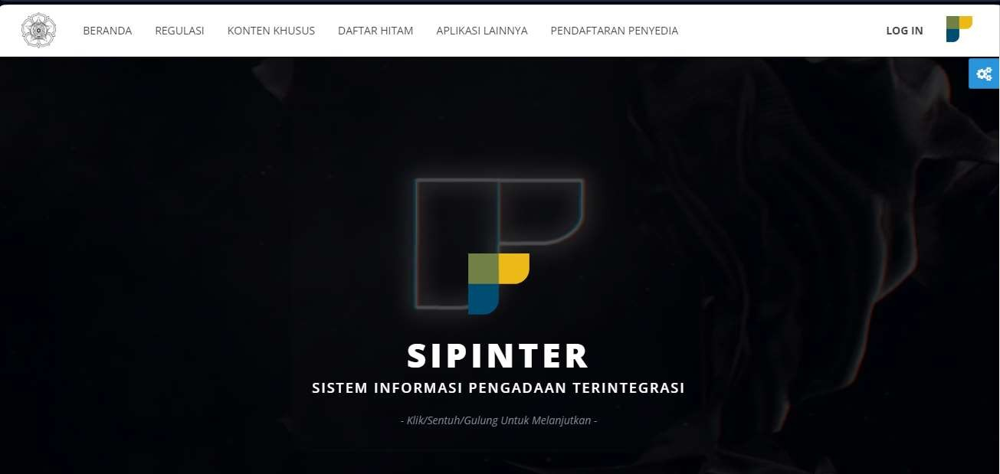 BERANDA REGULASI KONTEN KHUSUS DAFTAR HITAM APLIKASI LAINNYA PENDAFTARAN PENYEDIA LOG IN
SIPINTER
SISTEM INFORMASI PENGADAAN TERINTEGRASI
- Klik/Sentuh/Gulung Untuk Melanjutkan -